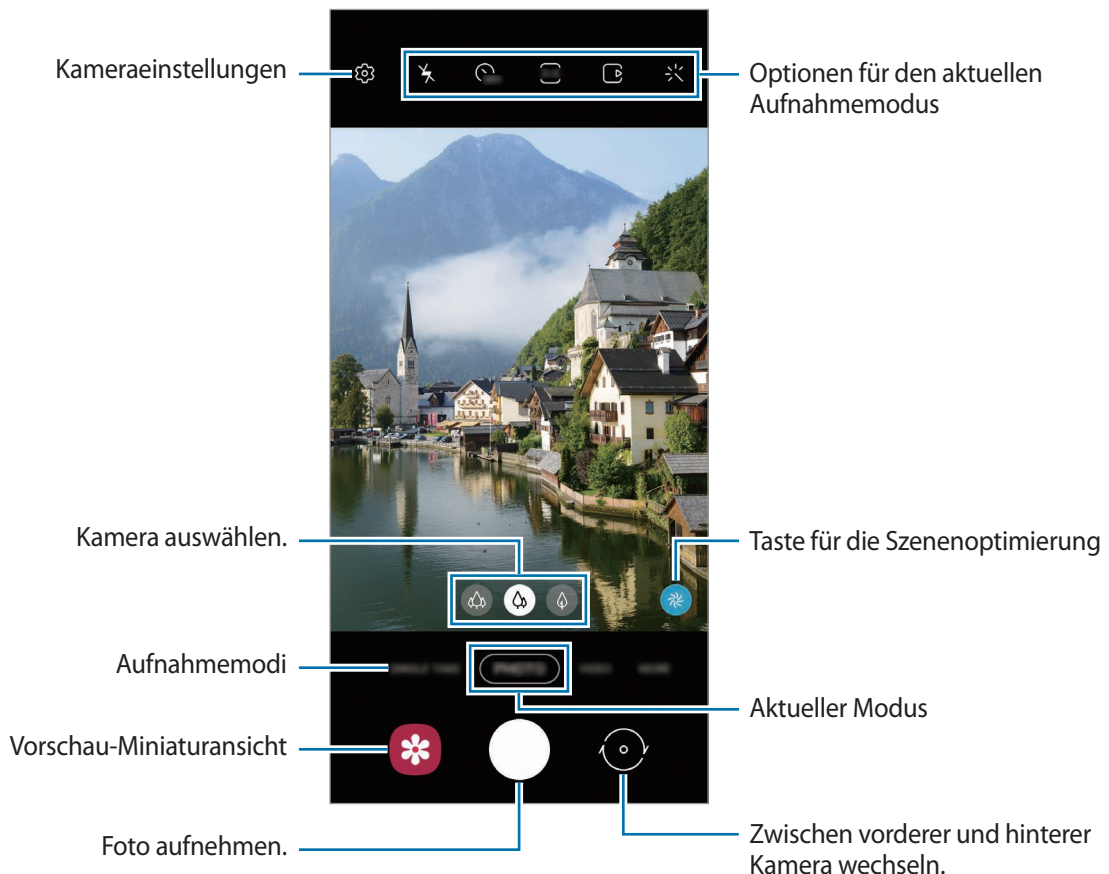 Kameraeinstellungen
Optionen für den aktuellen
Aufnahmemodus
Kamera auswählen.
Taste für die Szenenoptimierung
Aufnahmemodi
PHOTO
Aktueller Modus
Vorschau-Miniaturansicht
Foto aufnehmen.
Zwischen vorderer und hinterer
Kamera wechseln.